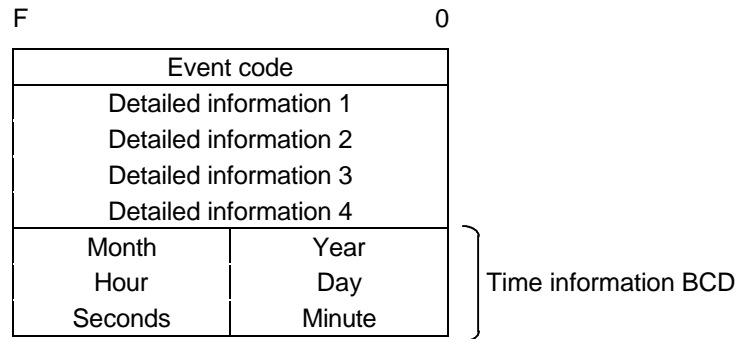 F 0
Event code
Detailed information 1
Detailed information 2
Detailed information 3
Detailed information 4
Month Year
Hour Day Time information BCD
Seconds Minute